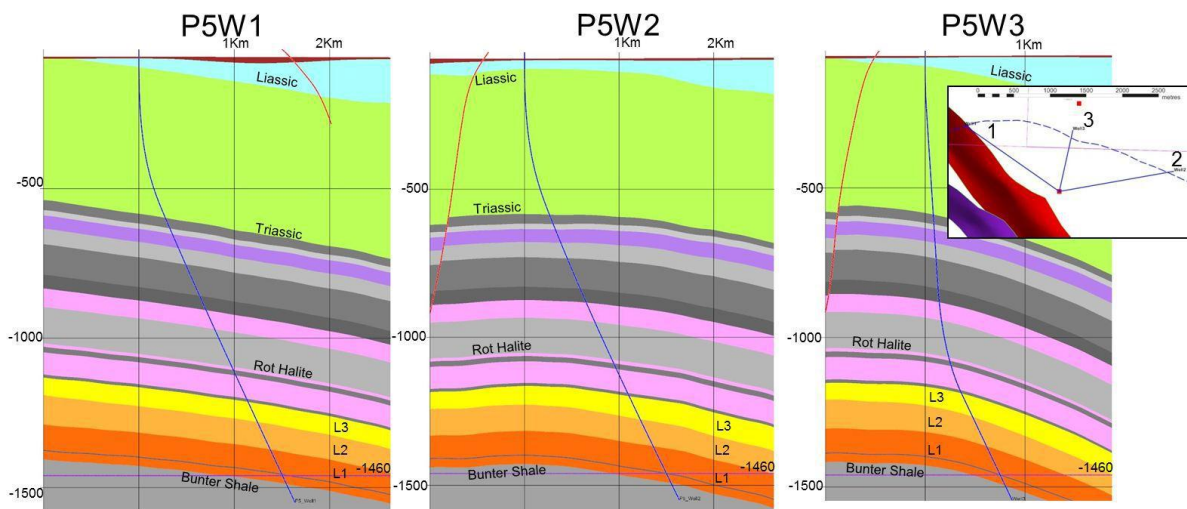 P5W1
1Km
2Km
Liassic
-500
Triassic
-1000
Rot Halite
L3
L2
L1
-1460
Bunter Shale
-1500
P5_Well1
P5W2
1Km
2Km
Liassic
-500
Triassic
-1000
Rot Halite
L3
L2
L1
-1460
Bunter Shale
-1500
P5_Well2
P5W3
1Km
Liassic
-500
-1000
Rot Halite
L3
L2
L1
-1460
Bunter Shale
-1500
0
500
1000
1500
2000
2500
metres
1
3
2